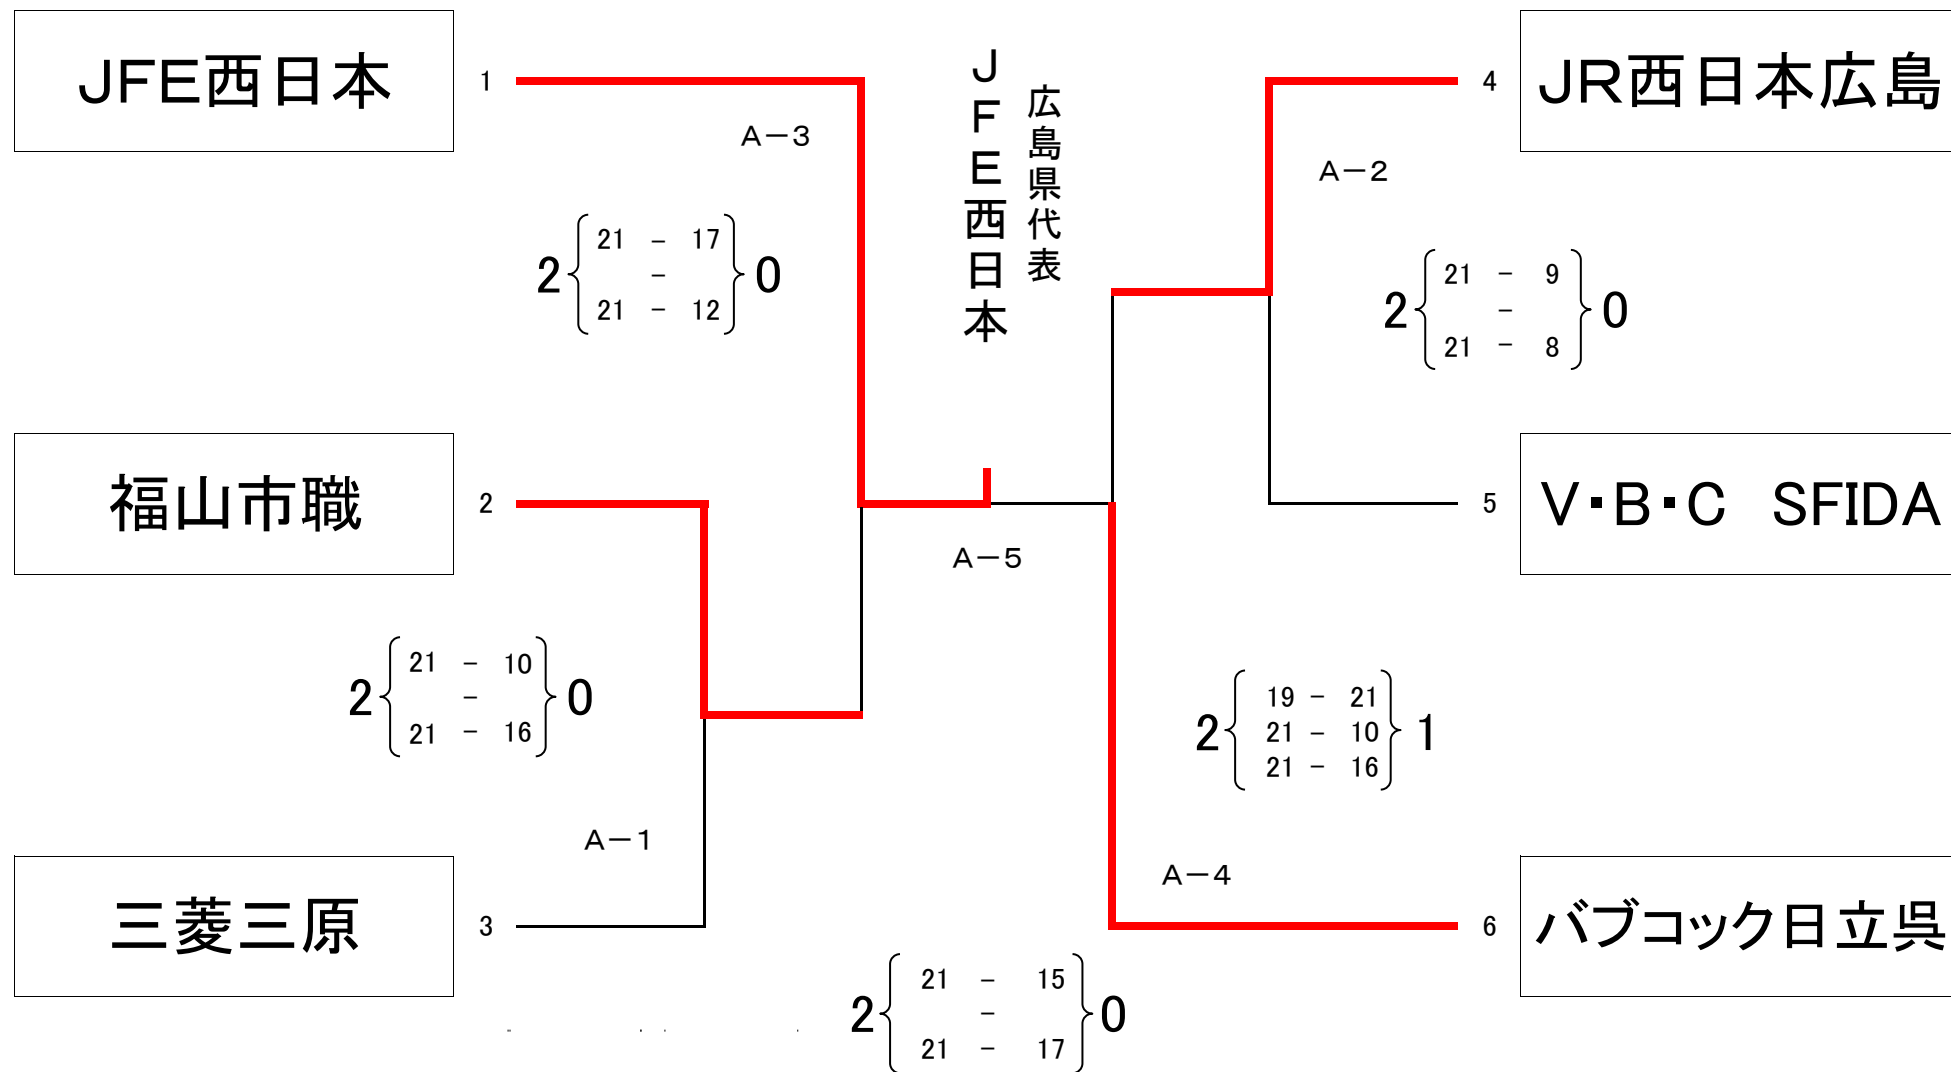 JFE西日本
1
A－3
2 21 - 17 0
-
21 - 12
JFE西日本
広島県代表
4
JR西日本広島
A－2
2 21 - 9 0
-
21 - 8
福山市職
2
A－5
5
V・B・C　SFIDA
2 21 - 10 0
-
21 - 16
A－1
2 19 - 21 1
21 - 10
21 - 16
A－4
三菱三原
3
6
バブコック日立呉
2 21 - 15 0
-
21 - 17